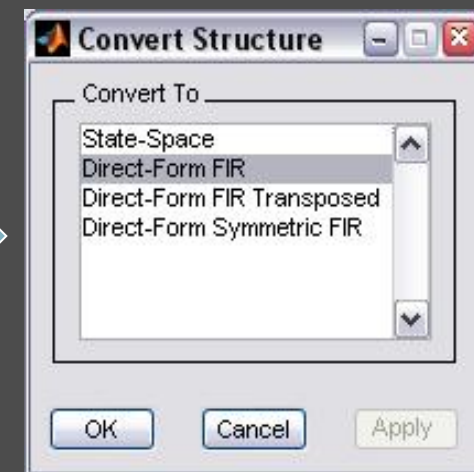 Convert Structure
Convert To
State-Space
Direct-Form FIR
Direct-Form FIR Transposed
Direct-Form Symmetric FIR
OK Cancel Apply